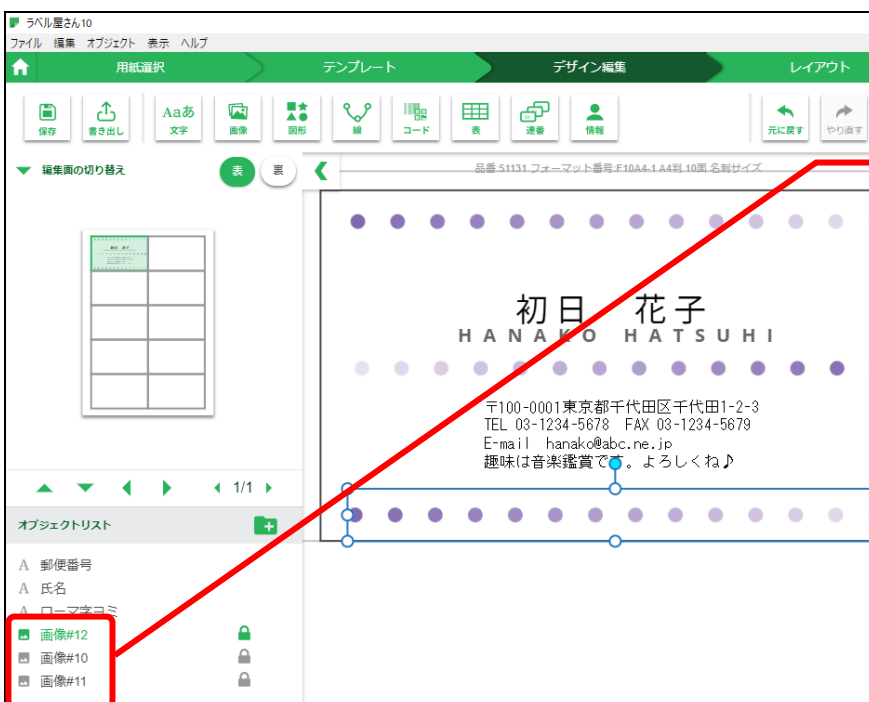 ラベル屋さん10
ファイル 編集 オブジェクト 表示 ヘルプ
用紙選択 テンプレート デザイン編集 レイアウト
Aaあ
保存 書き出し 文字 画像 図形 線 コード 表 連番 情報 元に戻す やり直す
編集面の切り替え 表 裏
品番:51131 フォーマット番号:F10A4-1 A4判 10面 名刺サイズ
初日 花子
HANAKO HATSUHI
〒100-0001東京都千代田区千代田1-2-3
TEL 03-1234-5678 FAX 03-1234-5679
E-mail hanako@abc.ne.jp
趣味は音楽鑑賞です。よろしくね♪
1/1
オブジェクトリスト
A 郵便番号
A 氏名
A ローマ字ヨミ
画像#12
画像#10
画像#11